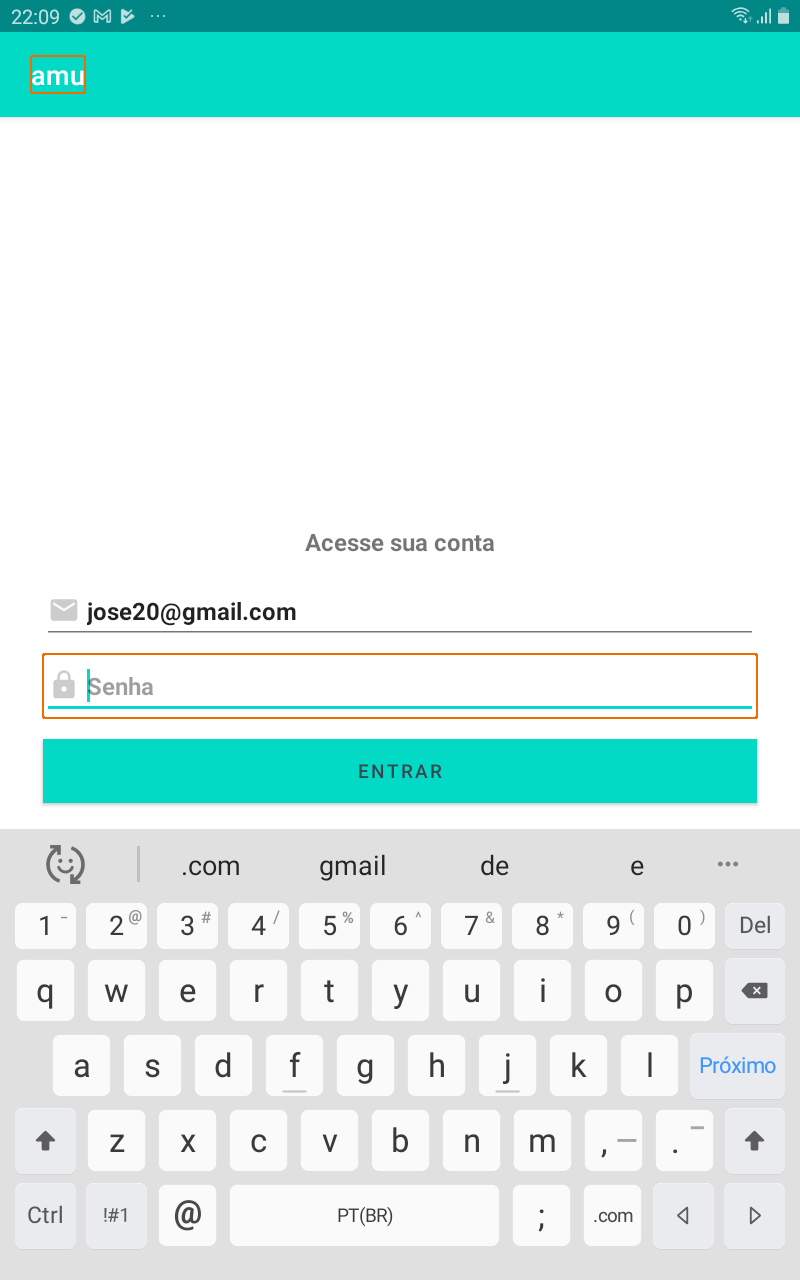 22:09 ...
amu
Acesse sua conta
jose20@gmail.com
Senha
ENTRAR
.com gmail de e ...
1 - 2 @ 3 # 4 / 5 % 6 ^ 7 & 8 * 9 ( 0 ) Del
q w e r t y u i o p
a s d f g h j k l Próximo
z x c v b n m , — . –
Ctrl !#1 @ PT(BR) ; .com